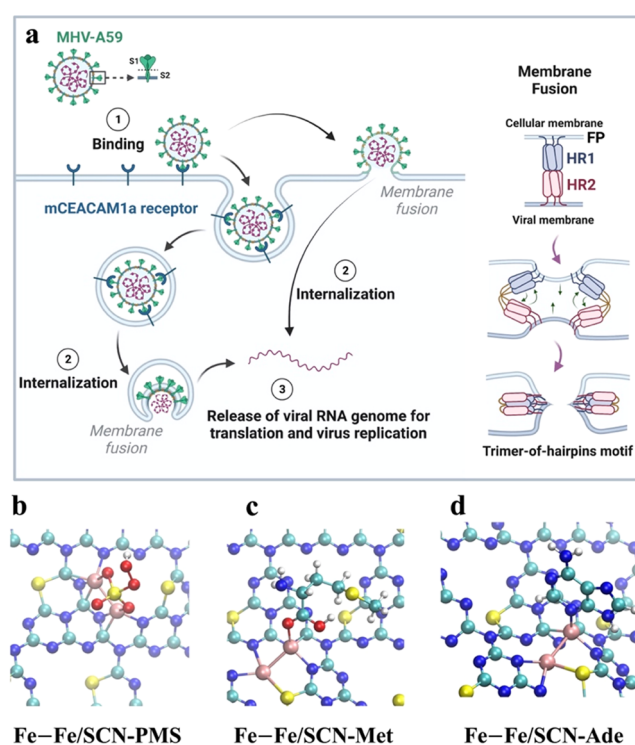 a
MHV-A59
S1
S2
1
Binding
mCEACAM1a receptor
Membrane
fusion
2
Internalization
2
Internalization
Membrane
fusion
3
Release of viral RNA genome for
translation and virus replication
Membrane
Fusion
Cellular membrane
FP
HR1
HR2
Viral membrane
Trimer-of-hairpins motif
b
c
d
Fe−Fe/SCN-PMS
Fe−Fe/SCN-Met
Fe−Fe/SCN-Ade